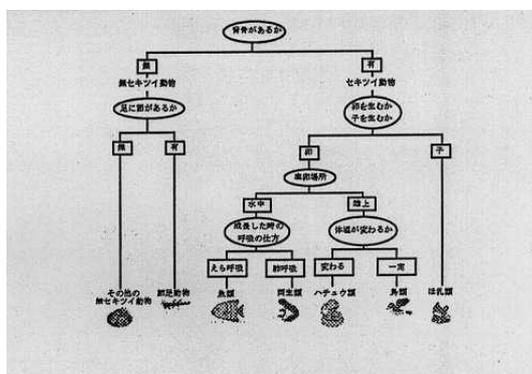 背骨があるか
無
有
無セキツイ動物
セキツイ動物
足に節があるか
卵を生むか
子を生むか
無
有
卵
子
産卵場所
水中
陸上
成長した時の
呼吸の仕方
体温が変わるか
えら呼吸
肺呼吸
変わる
一定
その他の
無セキツイ動物
節足動物
魚類
両生類
ハチュウ類
鳥類
ほ乳類